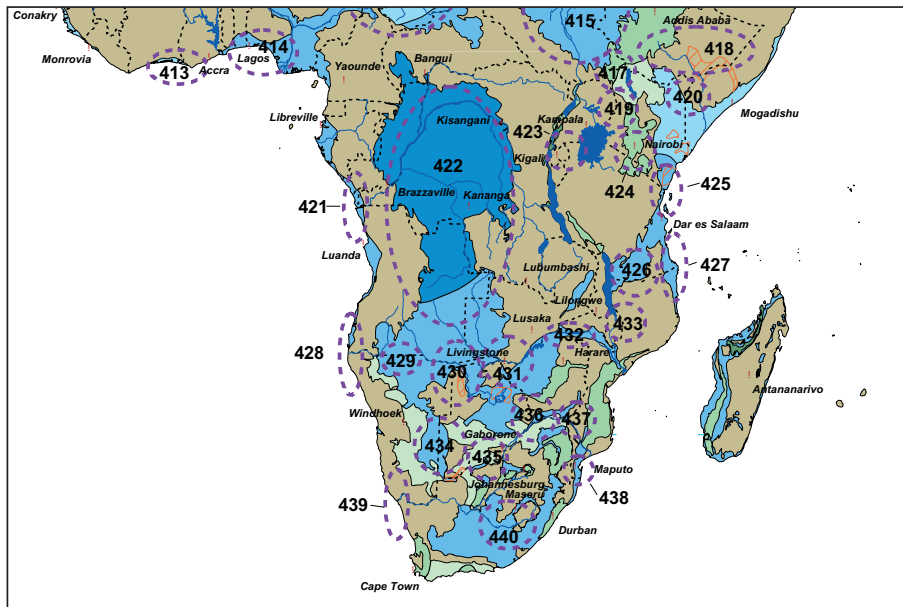 Conakry
415
Addis Ababa
Monrovia
413
414
Lagos
Accra
Yaounde
Bangui
417
418
Libreville
Kisangani
423
Kampala
419
420
Mogadishu
422
Kigali
Nairobi
421
Brazzaville
Kananga
424
425
Luanda
Dar es Salaam
Lubumbashi
426
427
Lilongwe
428
Lusaka
432
433
429
Livingstone
430
431
Harare
Antananarivo
Windhoek
436
437
434
Gaborone
435
Maputo
439
Johannesburg
Maseru
438
440
Durban
Cape Town